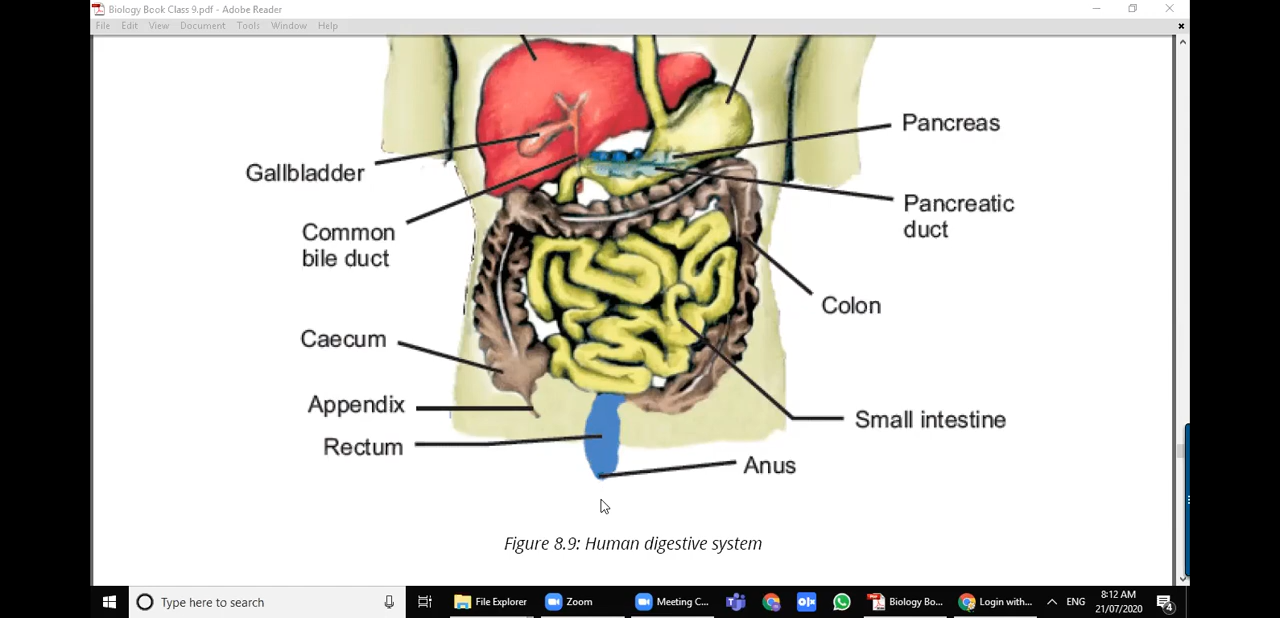 Biology Book Class 9.pdf - Adobe Reader
File Edit View Document Tools Window Help
Pancreas
Gallbladder
Pancreatic
duct
Common
bile duct
Colon
Caecum
Appendix
Small intestine
Rectum
Anus
Figure 8.9: Human digestive system
Type here to search
File Explorer
Zoom
Meeting C...
Biology Bo...
Login with...
ENG
8:12 AM
21/07/2020
4